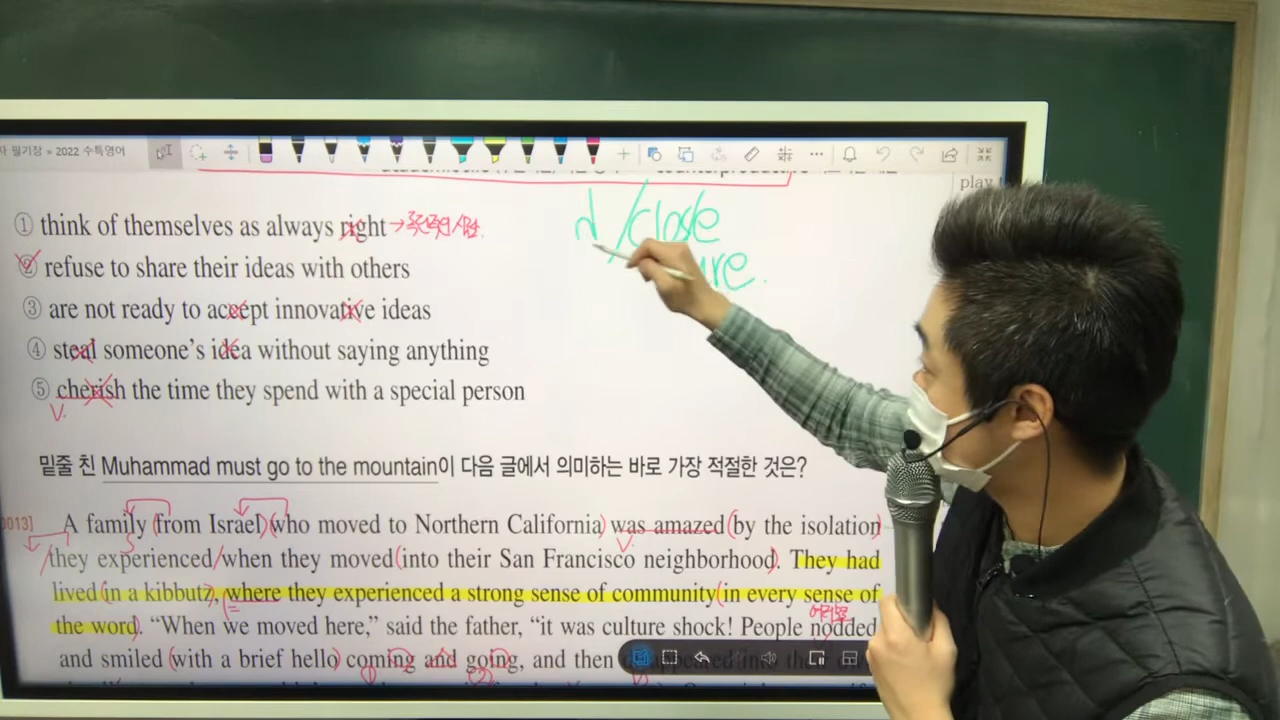 » 2022 수특영어
play
① think of themselves as always right →
② refuse to share their ideas with others
③ are not ready to accept innovative ideas
④ steal someone's idea without saying anything
⑤ cherish the time they spend with a special person
V.
d/close
ure.
밑줄 친 Muhammad must go to the mountain이 다음 글에서 의미하는 바로 가장 적절한 것은?
0013]
A family (from Israel) (who moved to Northern California) was amazed (by the isolation)
S V.
/they experienced/when they moved (into their San Francisco neighborhood). They had
lived (in a kibbutz), where they experienced a strong sense of community (in every sense of
the word). “When we moved here,” said the father, “it was culture shock! People nodded
and smiled (with a brief hello) coming and going, and then disappeared into
① ②